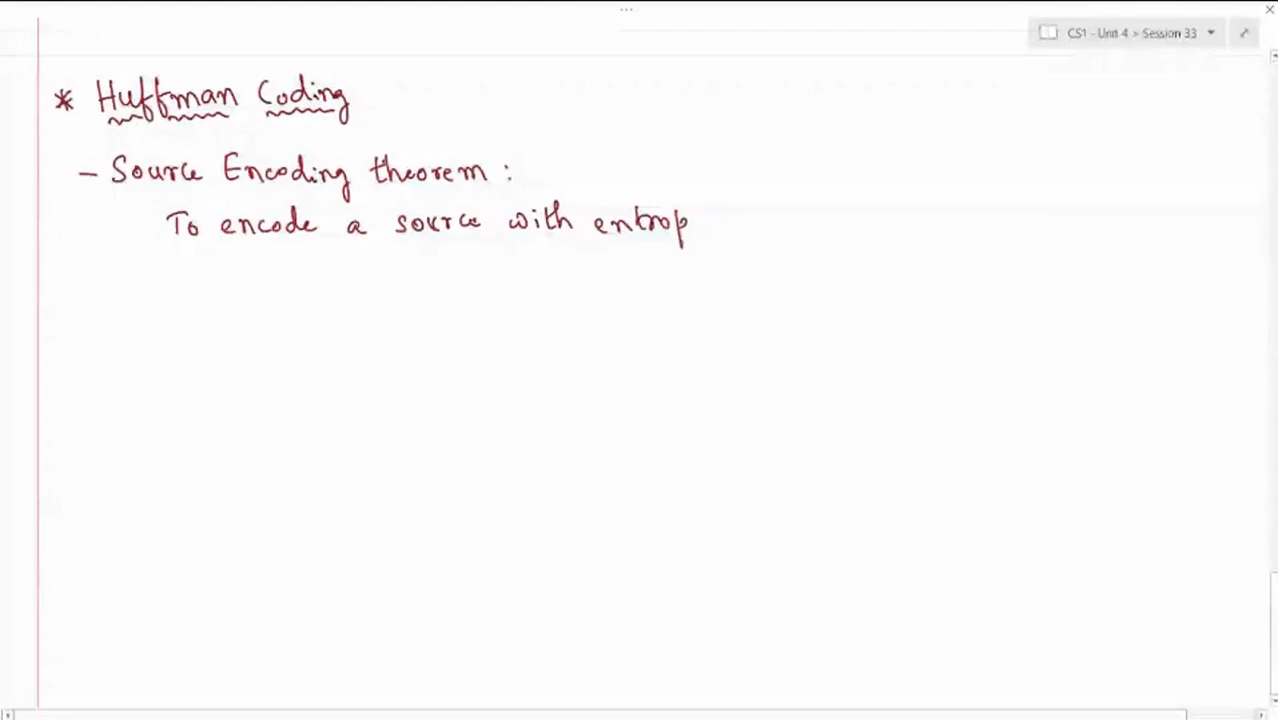 ...
CS1 - Unit 4 > Session 33
* Huffman Coding
- Source Encoding theorem :
To encode a source with entrop